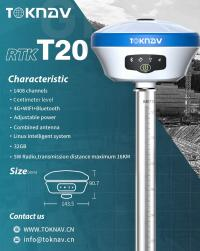 TOKNAV
RTK T20
TOKNAV
Characteristic
• 1408 channels
• Centimeter level
• 4G+WIFI+Bluetooth
• Adjustable power
• Combined antenna
• Linux intelligent system
• 32GB
• 5W Radio,transmission distance maximum 16KM
Size(mm)
90.7
143.5
Contact us
WWW.TOKNAV.CN
info@toknav.cn